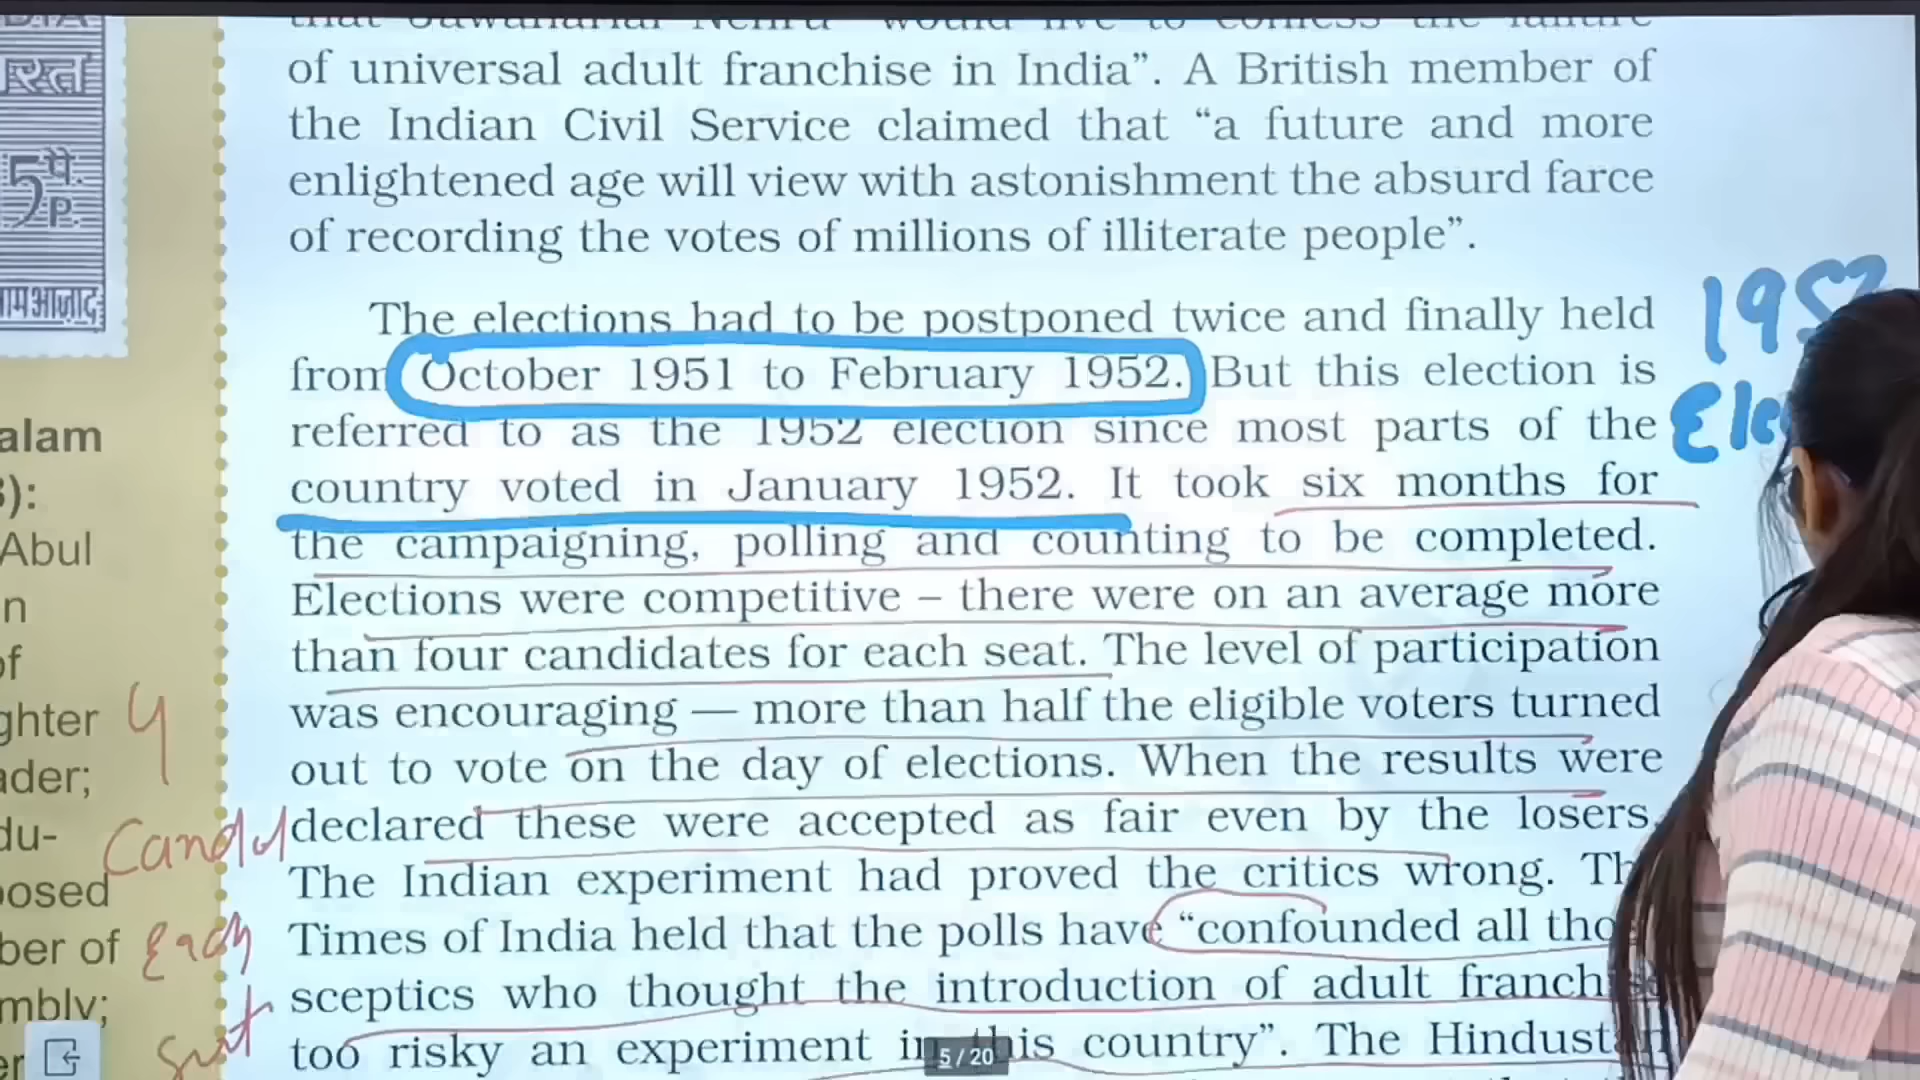 of universal adult franchise in India”. A British member of
the Indian Civil Service claimed that “a future and more
enlightened age will view with astonishment the absurd farce
of recording the votes of millions of illiterate people”.
The elections had to be postponed twice and finally held
from October 1951 to February 1952. But this election is
referred to as the 1952 election since most parts of the
country voted in January 1952. It took six months for
the campaigning, polling and counting to be completed.
Elections were competitive – there were on an average more
than four candidates for each seat. The level of participation
was encouraging — more than half the eligible voters turned
out to vote on the day of elections. When the results were
declared these were accepted as fair even by the losers.
The Indian experiment had proved the critics wrong.
Times of India held that the polls have “confounded all
sceptics who thought the introduction of adult
too risky an experiment in this country”. The
5 / 20
5 पै.
P.
alam
Abul
n
of
ghter
ader;
du-
posed
ber of
mbly;
4
Each